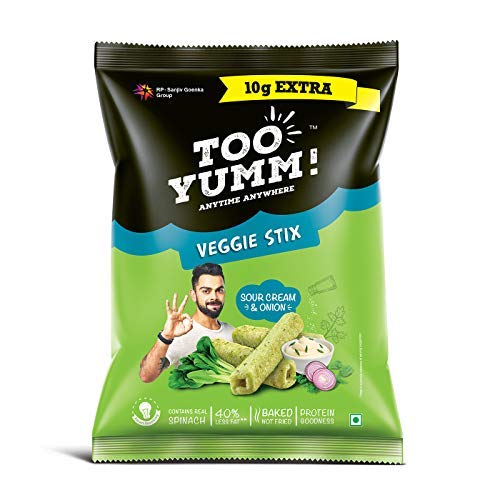 RP-Sanjiv Goenka
Group
10g EXTRA
TOO
YUMM!
TM
ANYTIME ANYWHERE
VEGGIE STIX
SOUR CREAM
& ONION
CONTAINS REAL
SPINACH
40%
LESS FAT**
BAKED
NOT FRIED
PROTEIN
GOODNESS